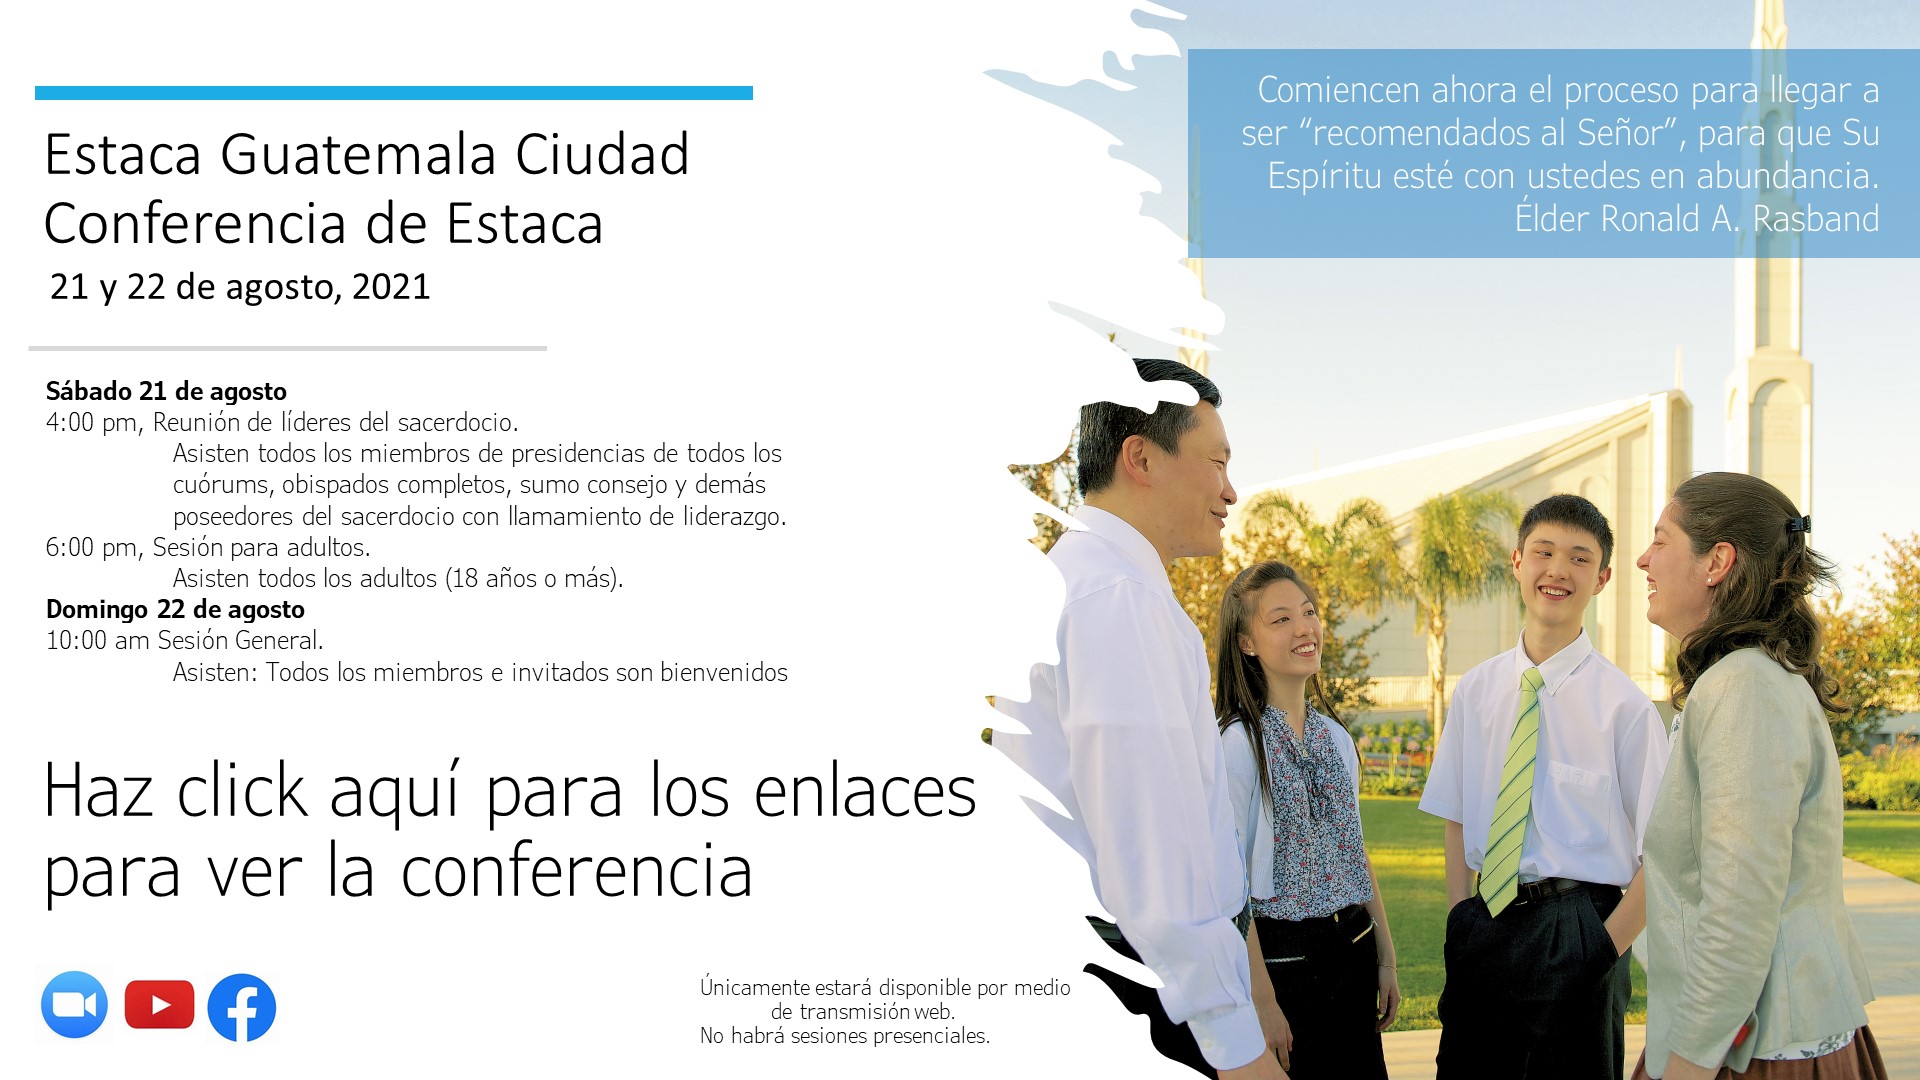 Estaca Guatemala Ciudad
Conferencia de Estaca
21 y 22 de agosto, 2021
Sábado 21 de agosto
4:00 pm, Reunión de líderes del sacerdocio.
Asisten todos los miembros de presidencias de todos los
cuórums, obispados completos, sumo consejo y demás
poseedores del sacerdocio con llamamiento de liderazgo.
6:00 pm, Sesión para adultos.
Asisten todos los adultos (18 años o más).
Domingo 22 de agosto
10:00 am Sesión General.
Asisten: Todos los miembros e invitados son bienvenidos
Haz click aquí para los enlaces
para ver la conferencia
Únicamente estará disponible por medio
de transmisión web.
No habrá sesiones presenciales.
Comiencen ahora el proceso para llegar a
ser “recomendados al Señor”, para que Su
Espíritu esté con ustedes en abundancia.
Élder Ronald A. Rasband